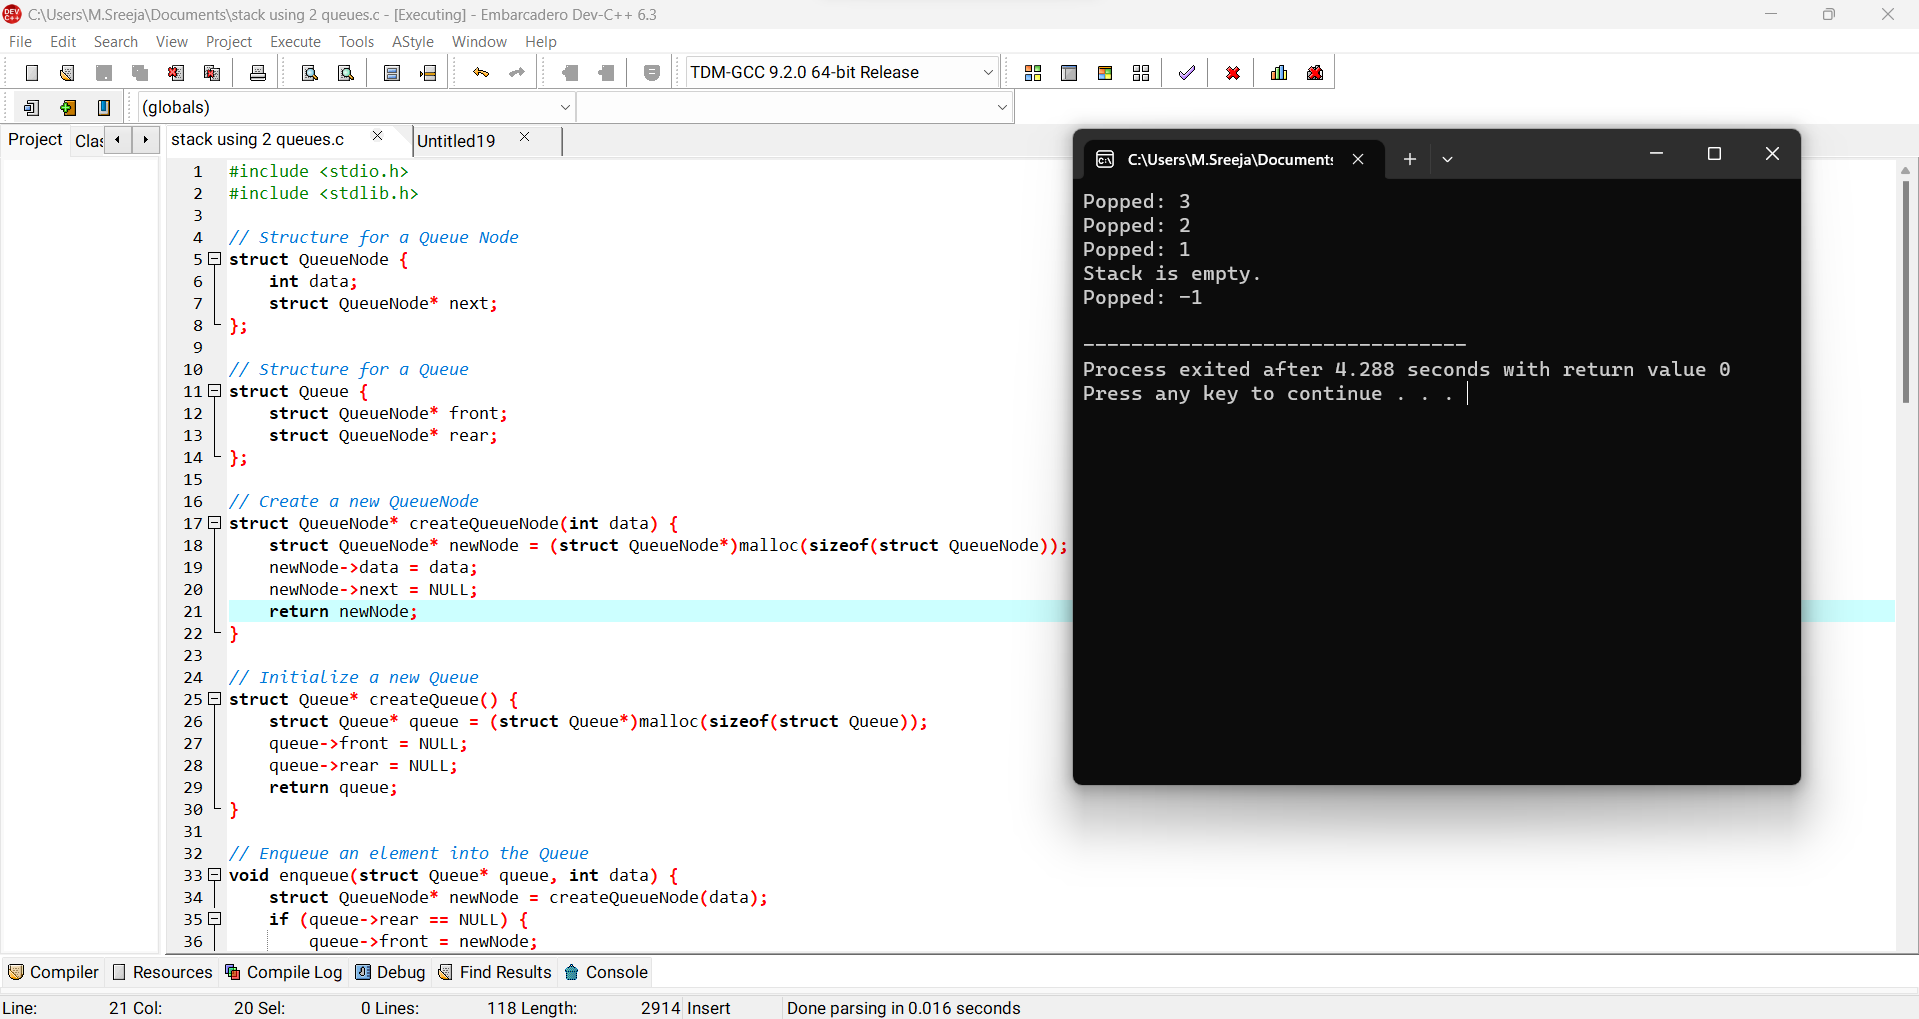 C:\Users\M.Sreeja\Documents\stack using 2 queues.c - [Executing] - Embarcadero Dev-C++ 6.3
File Edit Search View Project Execute Tools AStyle Window Help
TDM-GCC 9.2.0 64-bit Release
(globals)
Project Clas
stack using 2 queues.c Untitled19
1 #include <stdio.h>
2 #include <stdlib.h>
3
4 // Structure for a Queue Node
5 struct QueueNode {
6 int data;
7 struct QueueNode* next;
8 };
9
10 // Structure for a Queue
11 struct Queue {
12 struct QueueNode* front;
13 struct QueueNode* rear;
14 };
15
16 // Create a new QueueNode
17 struct QueueNode* createQueueNode(int data) {
18 struct QueueNode* newNode = (struct QueueNode*)malloc(sizeof(struct QueueNode));
19 newNode->data = data;
20 newNode->next = NULL;
21 return newNode;
22 }
23
24 // Initialize a new Queue
25 struct Queue* createQueue() {
26 struct Queue* queue = (struct Queue*)malloc(sizeof(struct Queue));
27 queue->front = NULL;
28 queue->rear = NULL;
29 return queue;
30 }
31
32 // Enqueue an element into the Queue
33 void enqueue(struct Queue* queue, int data) {
34 struct QueueNode* newNode = createQueueNode(data);
35 if (queue->rear == NULL) {
36 queue->front = newNode;
C:\Users\M.Sreeja\Documents
Popped: 3
Popped: 2
Popped: 1
Stack is empty.
Popped: -1
--------------------------------
Process exited after 4.288 seconds with return value 0
Press any key to continue . . .
Compiler Resources Compile Log Debug Find Results Console
Line: 21 Col: 20 Sel: 0 Lines: 118 Length: 2914 Insert Done parsing in 0.016 seconds